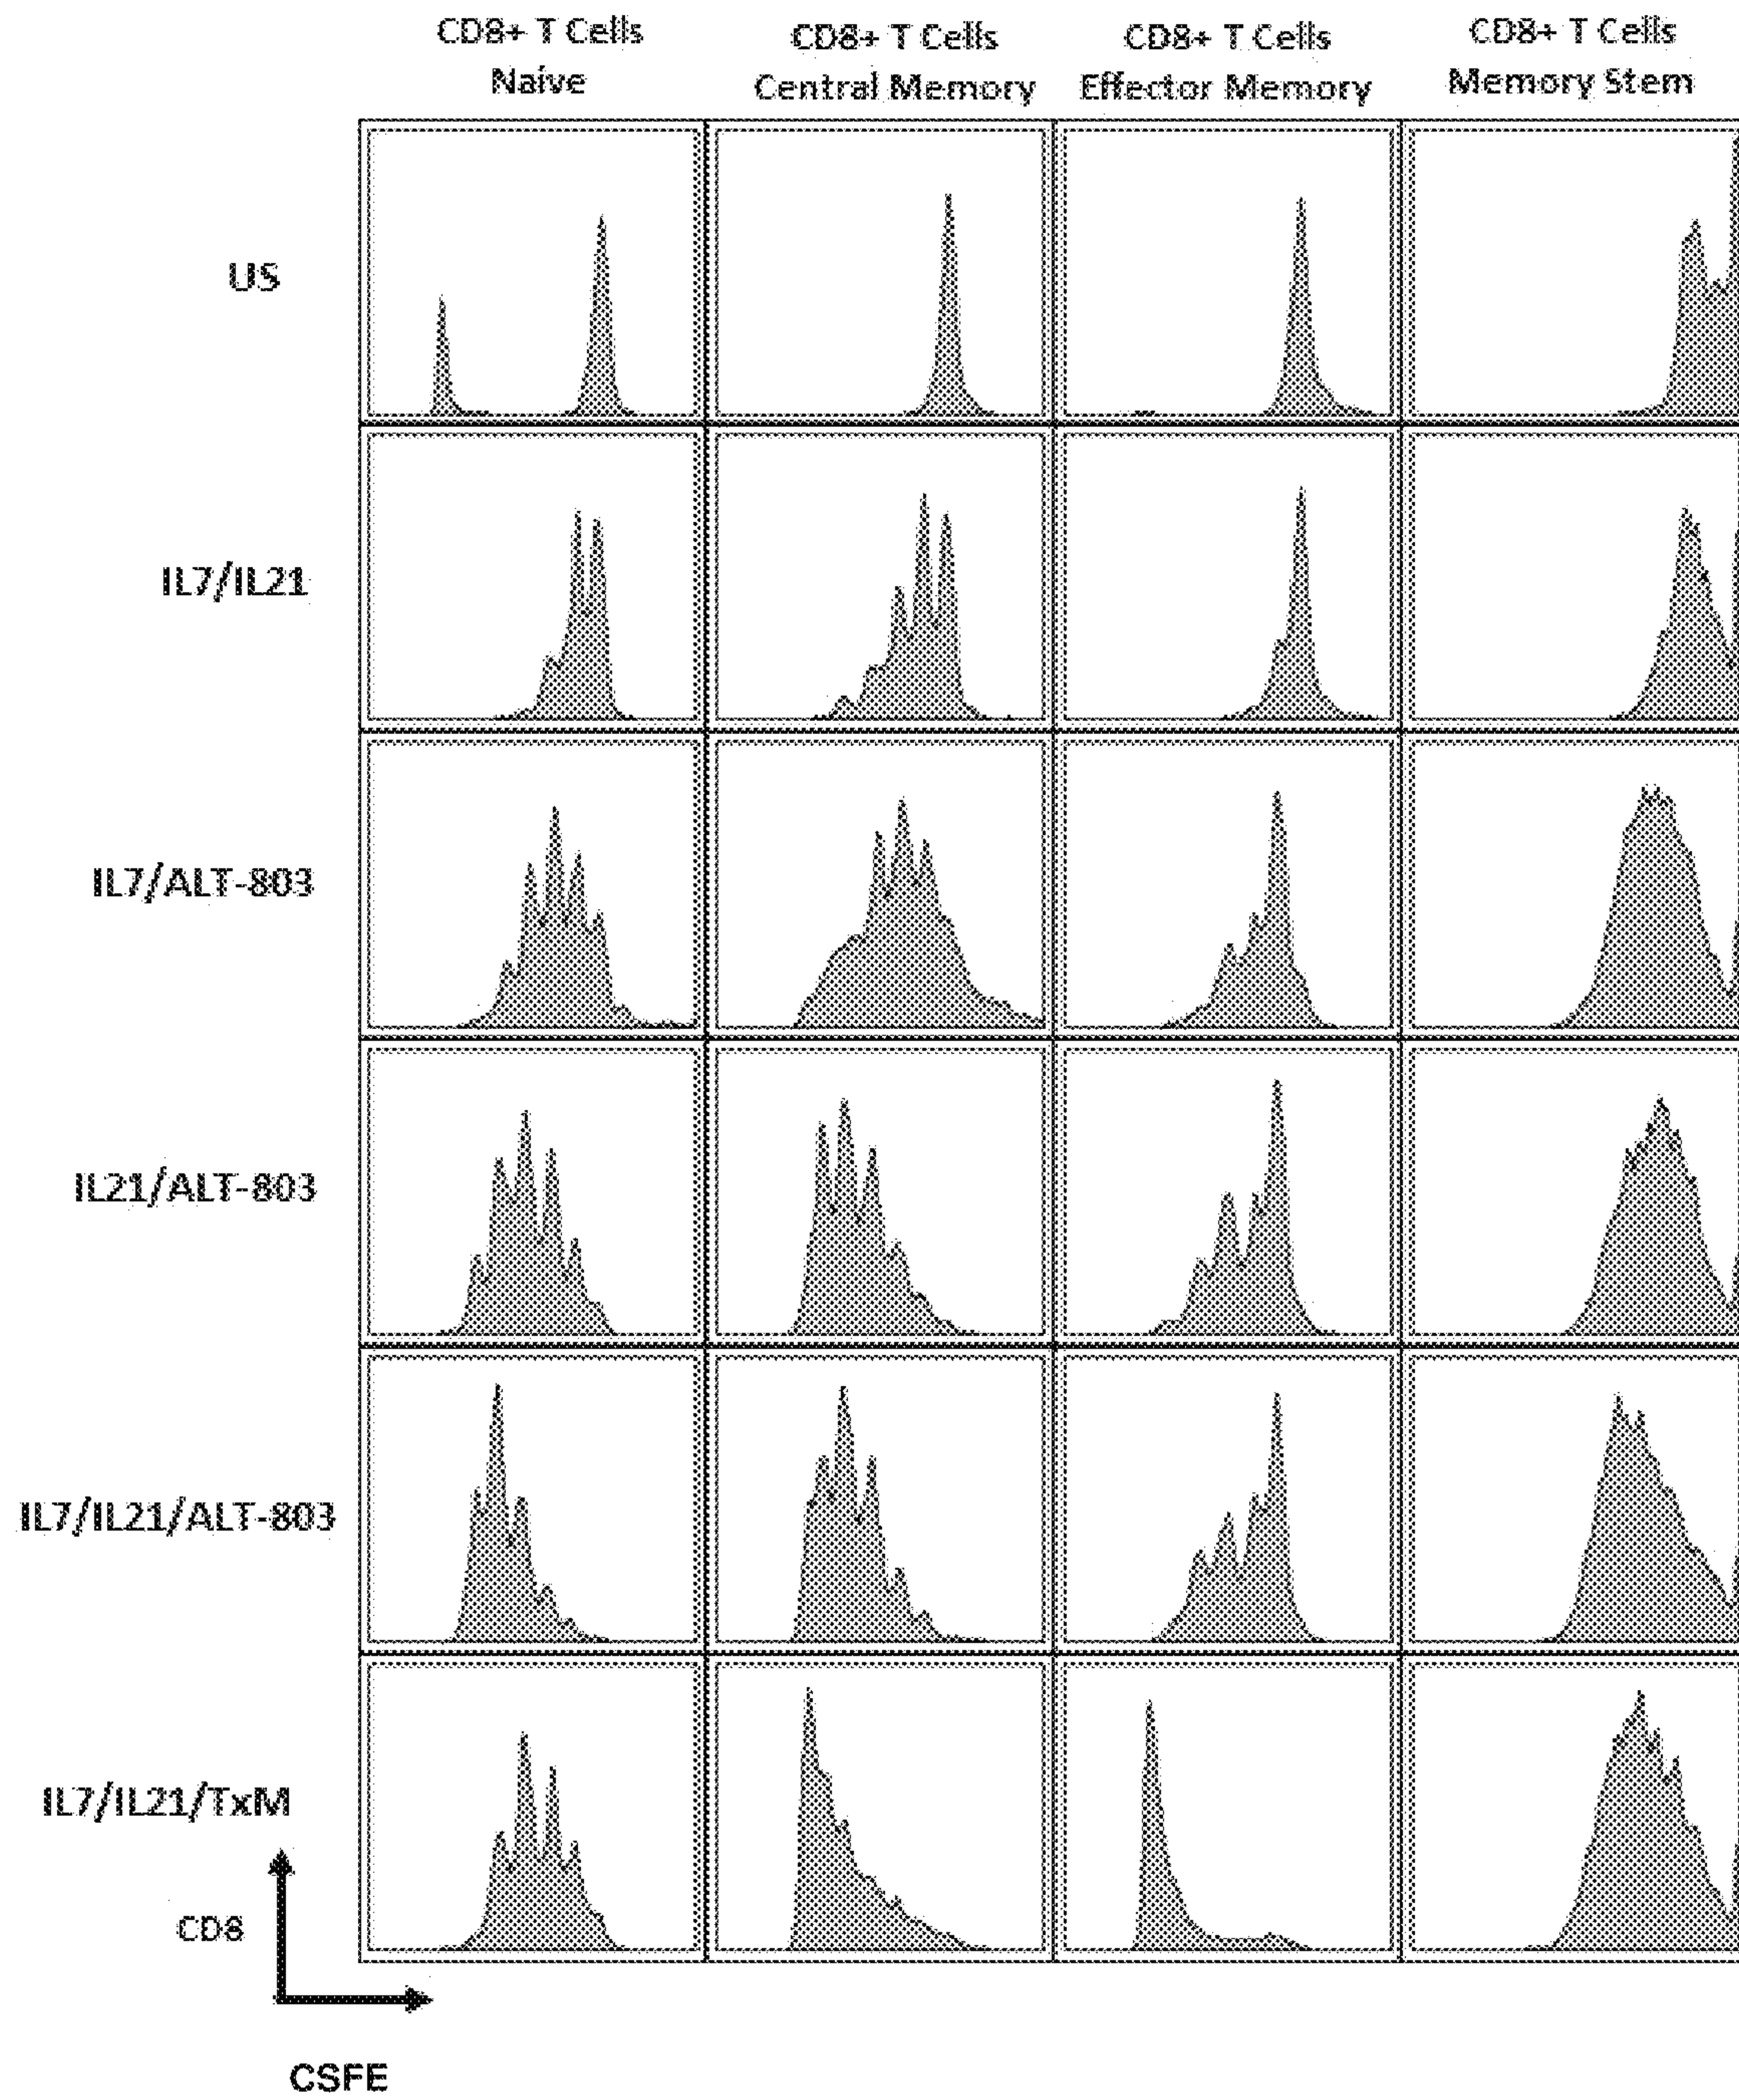 CD8+ T Cells
Naive
CD8+ T Cells
Central Memory
CD8+ T Cells
Effector Memory
CD8+ T Cells
Memory Stem
US
IL7/IL21
IL7/ALT-803
IL21/ALT-803
IL7/IL21/ALT-803
IL7/IL21/TxM
CD8
CSFE